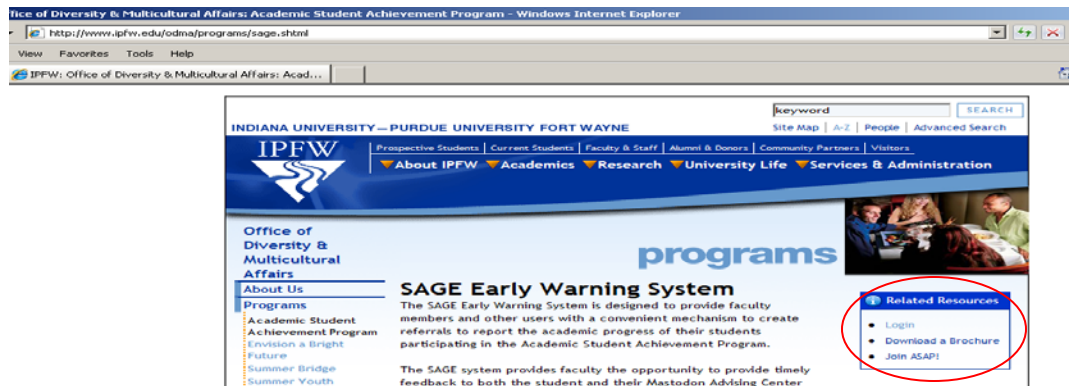 fice of Diversity & Multicultural Affairs: Academic Student Achievement Program - Windows Internet Explorer
http://www.ipfw.edu/odma/programs/sage.shtml
View Favorites Tools Help
IPFW: Office of Diversity & Multicultural Affairs: Acad...
keyword SEARCH
INDIANA UNIVERSITY—PURDUE UNIVERSITY FORT WAYNE
Site Map | A-Z | People | Advanced Search
IPFW
Prospective Students | Current Students | Faculty & Staff | Alumni & Donors | Community Partners | Visitors
About IPFW Academics Research University Life Services & Administration
Office of
Diversity &
Multicultural
Affairs
About Us
Programs
Academic Student
Achievement Program
Envision a Bright
Future
Summer Bridge
Summer Youth
programs
SAGE Early Warning System
The SAGE Early Warning System is designed to provide faculty
members and other users with a convenient mechanism to create
referrals to report the academic progress of their students
participating in the Academic Student Achievement Program.
The SAGE system provides faculty the opportunity to provide timely
feedback to both the student and their Mastodon Advising Center
Related Resources
Login
Download a Brochure
Join ASAP!